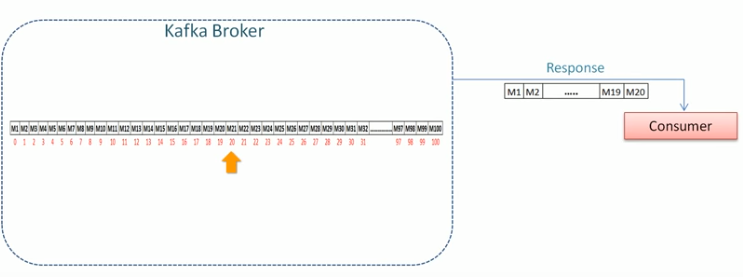 Kafka Broker
Response
M1 M2 ..... M19 M20
Consumer
M1 M2 M3 M4 M5 M6 M7 M8 M9 M10 M11 M12 M13 M14 M15 M16 M17 M18 M19 M20 M21 M22 M23 M24 M25 M26 M27 M28 M29 M30 M31 M32 .............. M97 M98 M99 M100
0 1 2 3 4 5 6 7 8 9 10 11 12 13 14 15 16 17 18 19 20 21 22 23 24 25 26 27 28 29 30 31 97 98 99 100